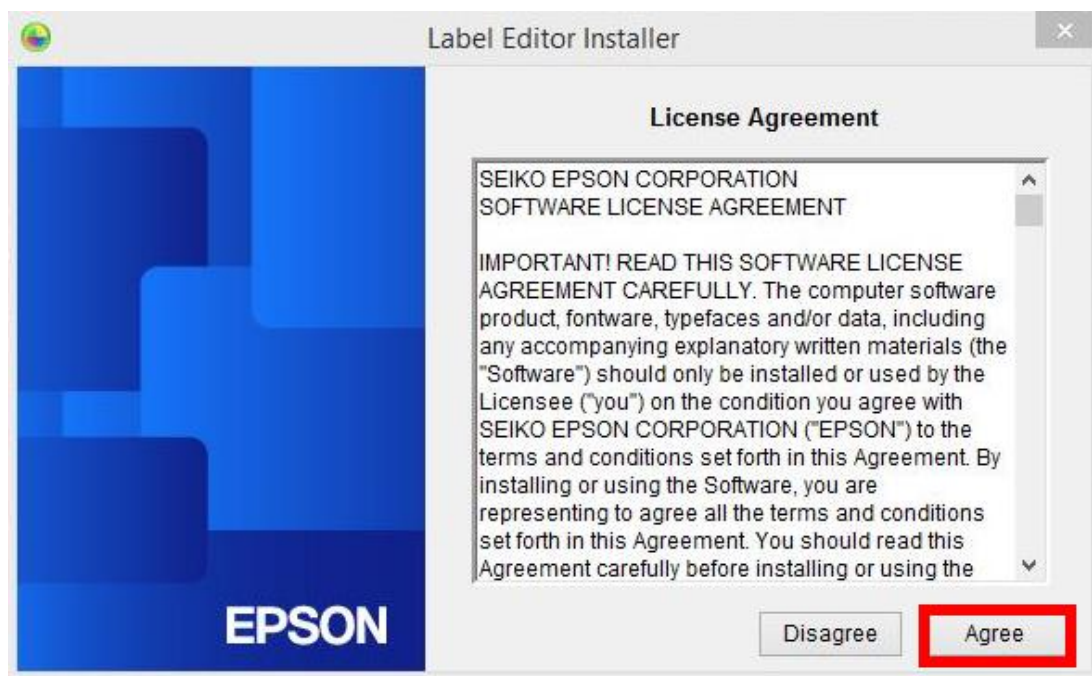 Label Editor Installer
License Agreement
SEIKO EPSON CORPORATION
SOFTWARE LICENSE AGREEMENT
IMPORTANT! READ THIS SOFTWARE LICENSE
AGREEMENT CAREFULLY. The computer software
product, fontware, typefaces and/or data, including
any accompanying explanatory written materials (the
"Software") should only be installed or used by the
Licensee ("you") on the condition you agree with
SEIKO EPSON CORPORATION ("EPSON") to the
terms and conditions set forth in this Agreement. By
installing or using the Software, you are
representing to agree all the terms and conditions
set forth in this Agreement. You should read this
Agreement carefully before installing or using the
EPSON
Disagree
Agree